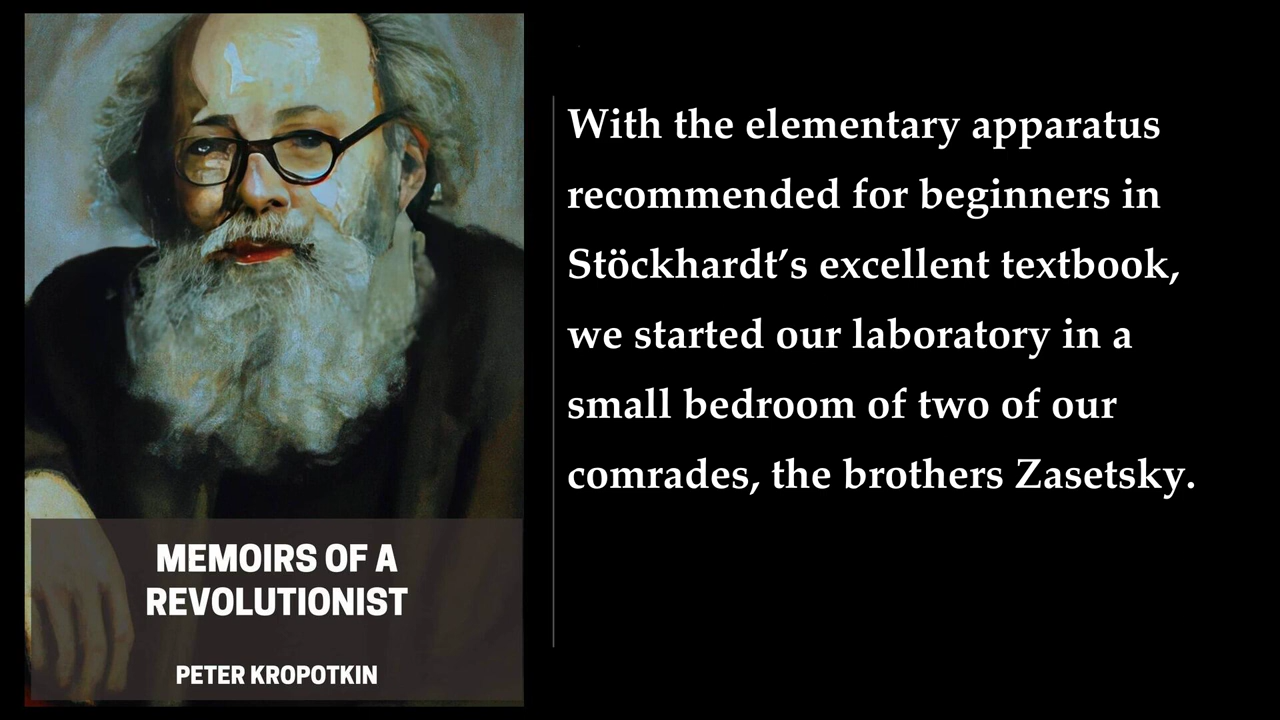 MEMOIRS OF A
REVOLUTIONIST
PETER KROPOTKIN
With the elementary apparatus
recommended for beginners in
Stöckhardt’s excellent textbook,
we started our laboratory in a
small bedroom of two of our
comrades, the brothers Zasetsky.